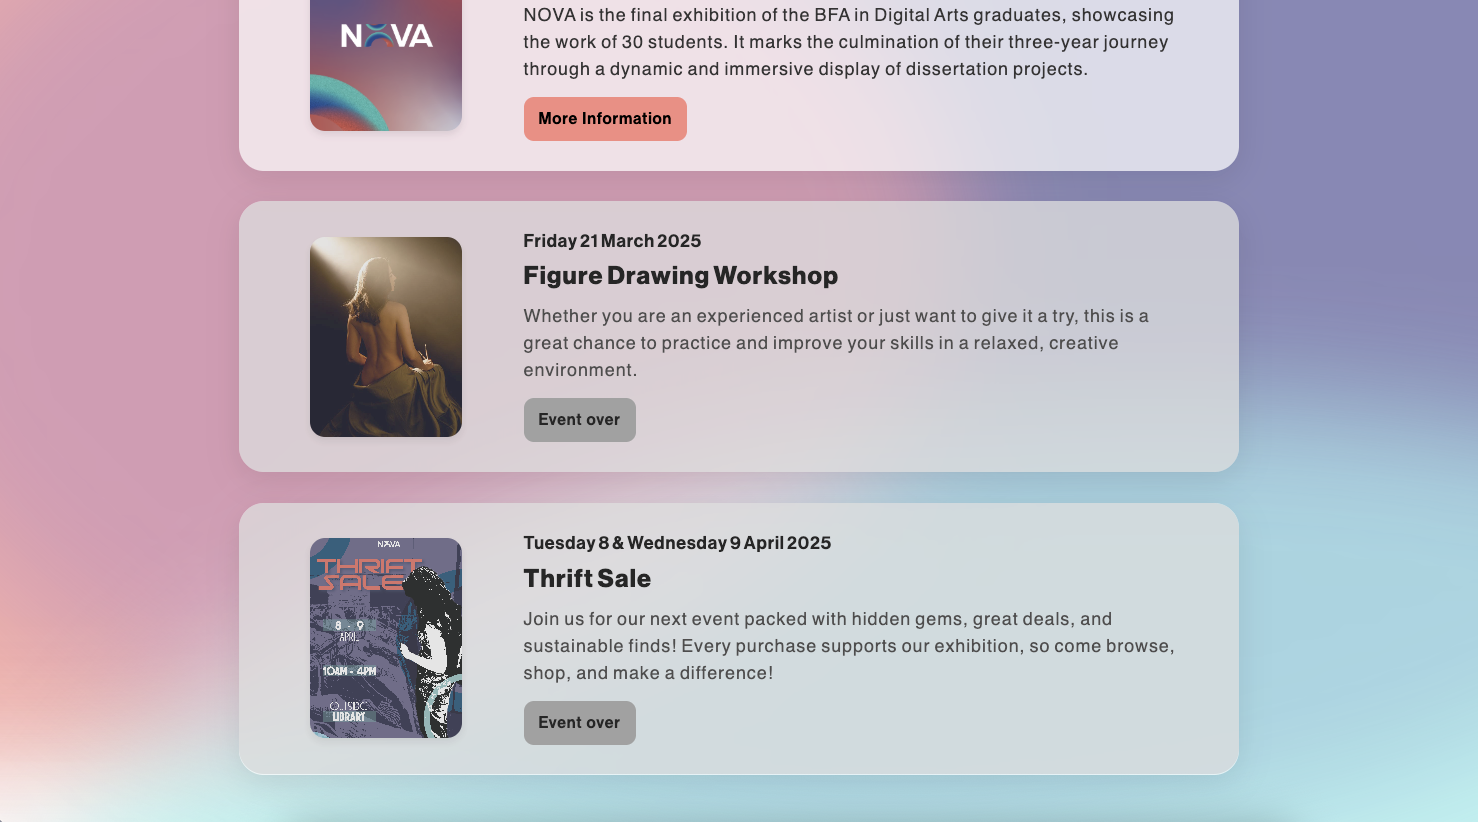 NOVA
NOVA is the final exhibition of the BFA in Digital Arts graduates, showcasing
the work of 30 students. It marks the culmination of their three-year journey
through a dynamic and immersive display of dissertation projects.
More Information
Friday 21 March 2025
Figure Drawing Workshop
Whether you are an experienced artist or just want to give it a try, this is a
great chance to practice and improve your skills in a relaxed, creative
environment.
Event over
NOVA
THRIFT
SALE
8 - 9
APRIL
10AM - 4PM
OUTSIDE
LIBRARY
Tuesday 8 & Wednesday 9 April 2025
Thrift Sale
Join us for our next event packed with hidden gems, great deals, and
sustainable finds! Every purchase supports our exhibition, so come browse,
shop, and make a difference!
Event over